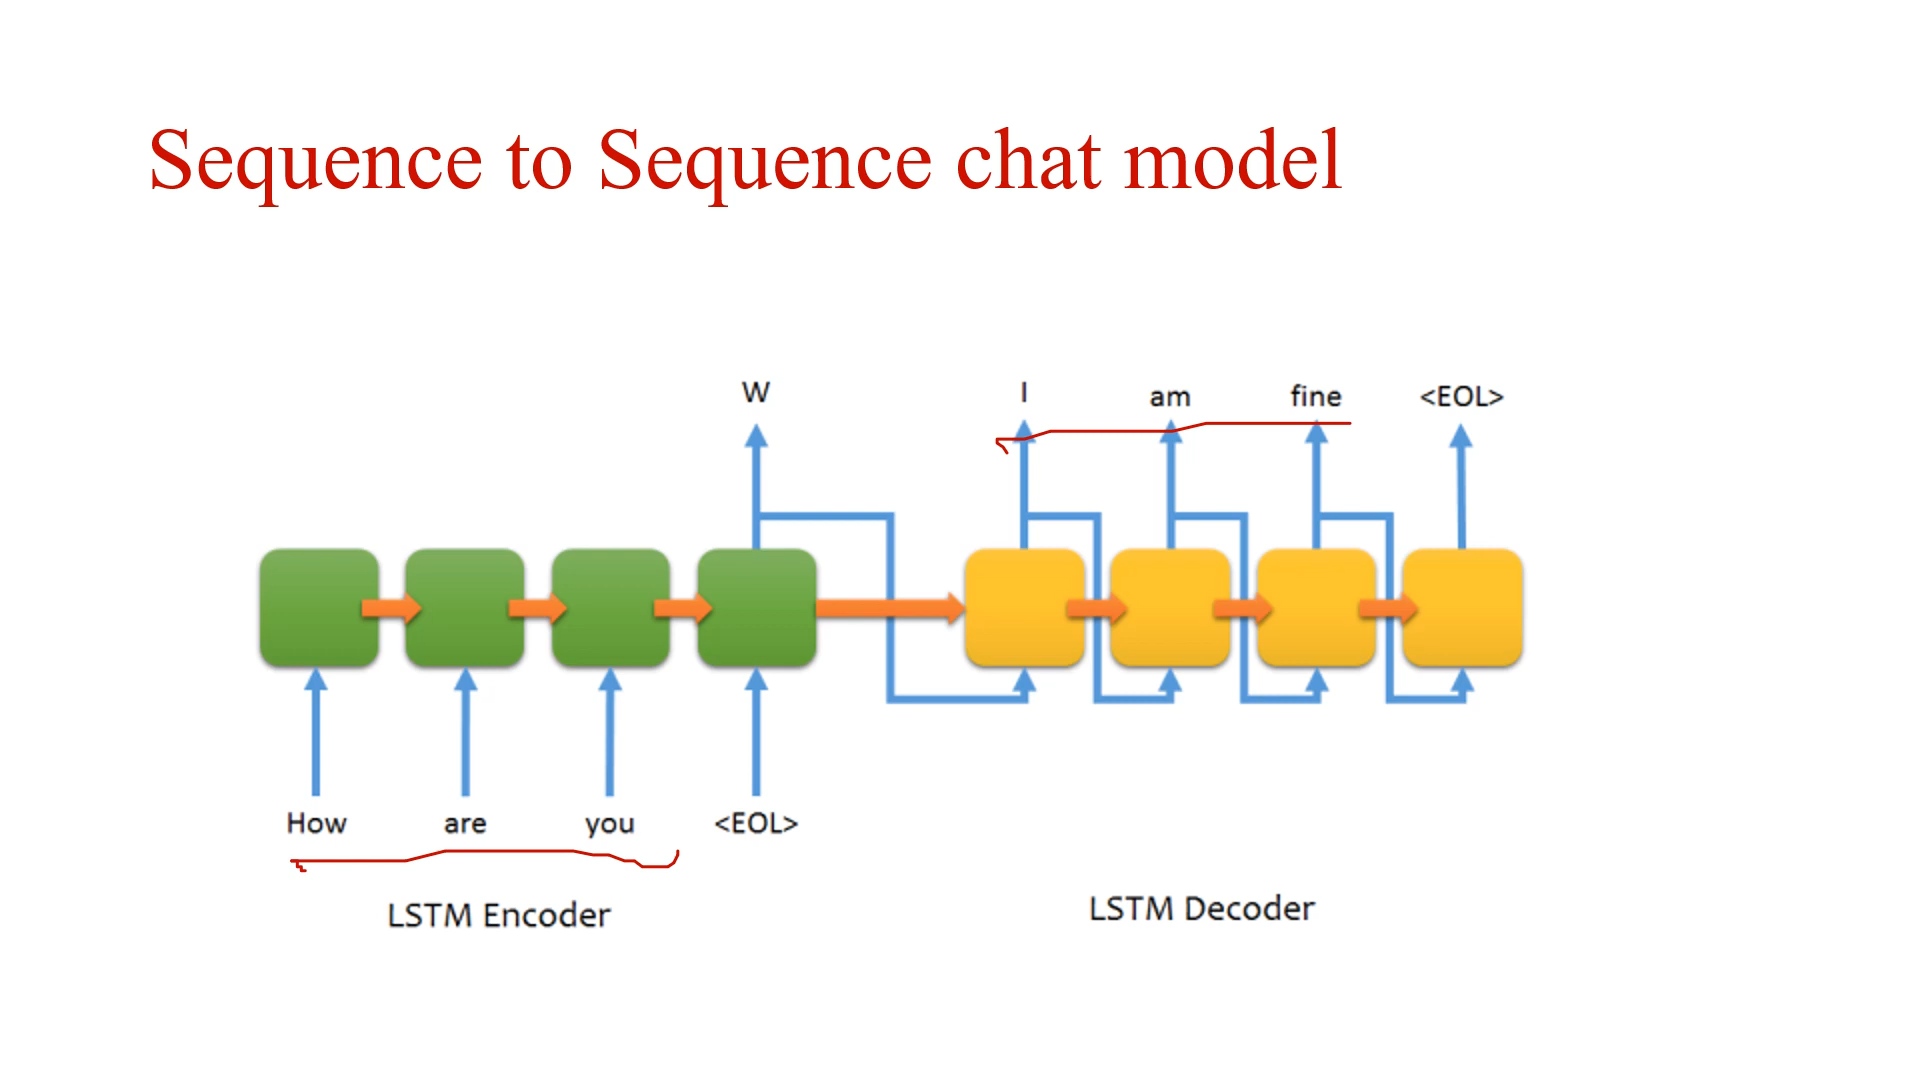 Sequence to Sequence chat model
W I am fine <EOL>
How are you <EOL>
LSTM Encoder LSTM Decoder